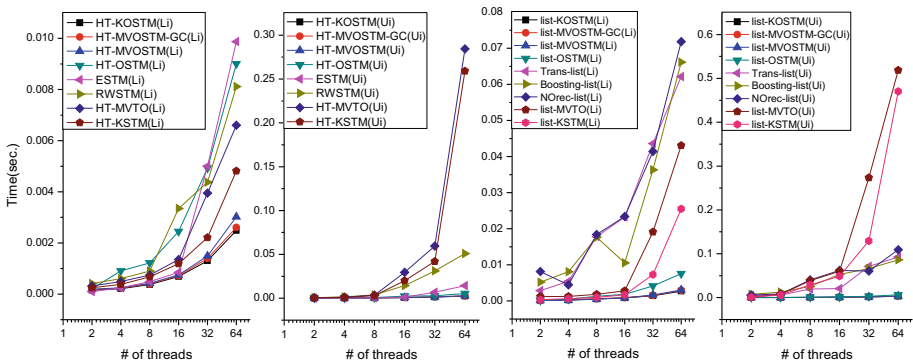 Time(sec.)
0.010
0.008
0.006
0.004
0.002
0.000
HT-KOSTM(Li)
HT-MVOSTM-GC(Li)
HT-MVOSTM(Li)
HT-OSTM(Li)
ESTM(Li)
RWSTM(Li)
HT-MVTO(Li)
HT-KSTM(Li)
1 2 4 8 16 32 64
# of threads
0.30
0.25
0.20
0.15
0.10
0.05
0.00
HT-KOSTM(Ui)
HT-MVOSTM-GC(Ui)
HT-MVOSTM(Ui)
HT-OSTM(Ui)
ESTM(Ui)
RWSTM(Ui)
HT-MVTO(Ui)
HT-KSTM(Ui)
1 2 4 8 16 32 64
# of threads
0.08
0.07
0.06
0.05
0.04
0.03
0.02
0.01
0.00
list-KOSTM(Li)
list-MVOSTM-GC(Li)
list-MVOSTM(Li)
list-OSTM(Li)
Trans-list(Li)
Boosting-list(Li)
NOrec-list(Li)
list-MVTO(Li)
list-KSTM(Li)
1 2 4 8 16 32 64
# of threads
0.6
0.5
0.4
0.3
0.2
0.1
0.0
list-KOSTM(Ui)
list-MVOSTM-GC(Ui)
list-MVOSTM(Ui)
list-OSTM(Ui)
Trans-list(Ui)
Boosting-list(Ui)
NOrec-list(Ui)
list-MVTO(Ui)
list-KSTM(Ui)
1 2 4 8 16 32 64
# of threads